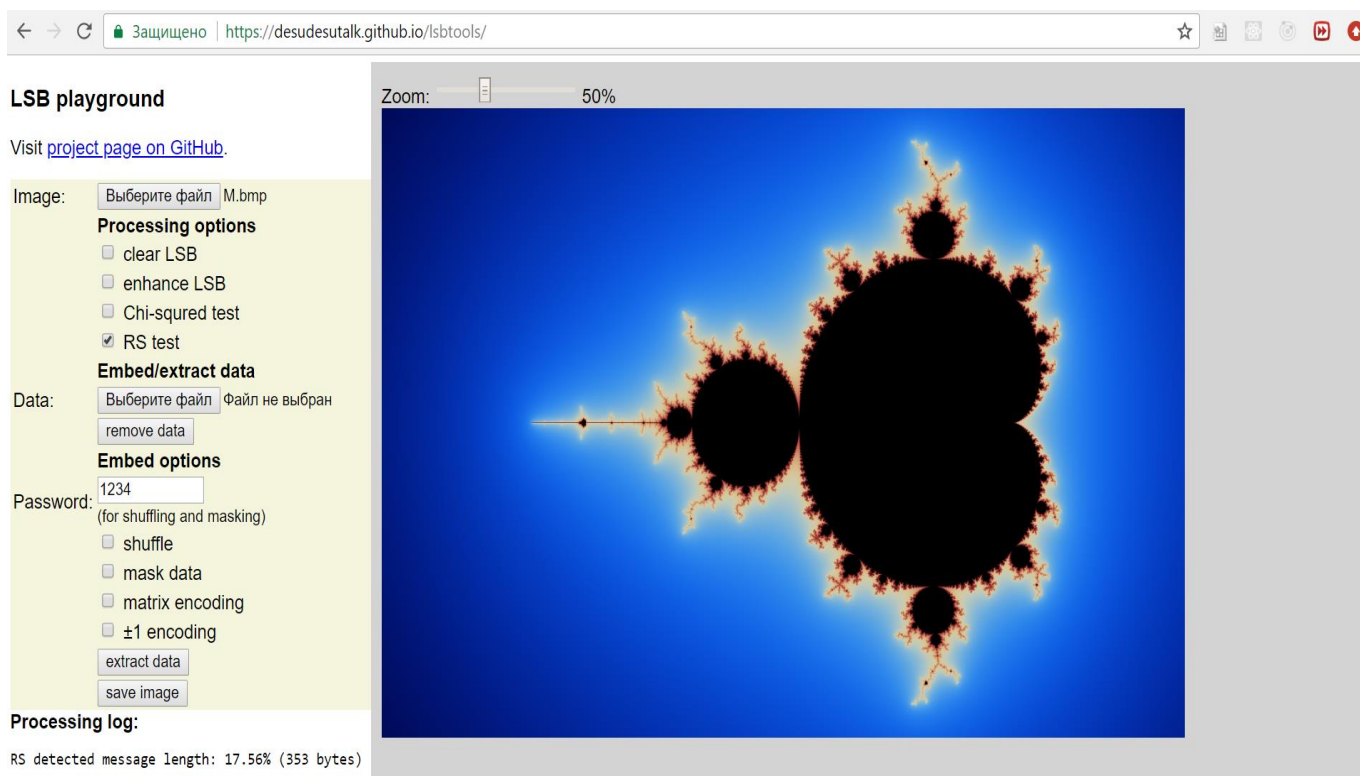 Защищено https://desudesutalk.github.io/lsbtools/
LSB playground
Visit project page on GitHub.
Image: Выберите файл M.bmp
Processing options
clear LSB
enhance LSB
Chi-squred test
RS test
Embed/extract data
Data: Выберите файл Файл не выбран
remove data
Embed options
Password: 1234
(for shuffling and masking)
shuffle
mask data
matrix encoding
±1 encoding
extract data
save image
Processing log:
RS detected message length: 17.56% (353 bytes)
Zoom: 50%